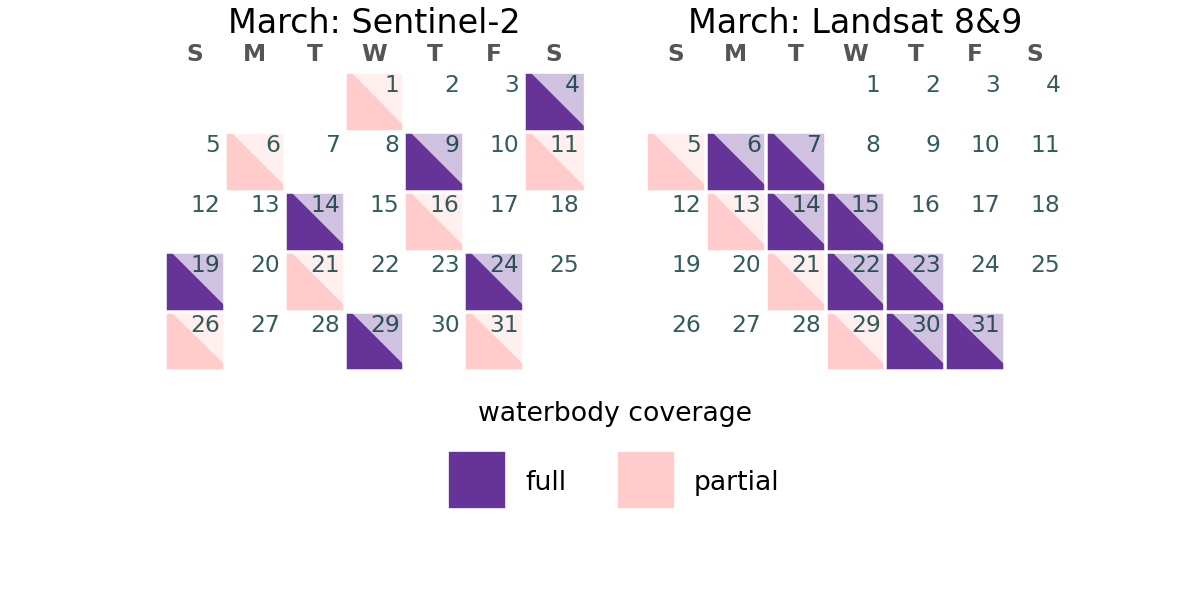 March: Sentinel-2
S M T W T F S
1 2 3 4
5 6 7 8 9 10 11
12 13 14 15 16 17 18
19 20 21 22 23 24 25
26 27 28 29 30 31
March: Landsat 8&9
S M T W T F S
1 2 3 4
5 6 7 8 9 10 11
12 13 14 15 16 17 18
19 20 21 22 23 24 25
26 27 28 29 30 31
waterbody coverage
full partial